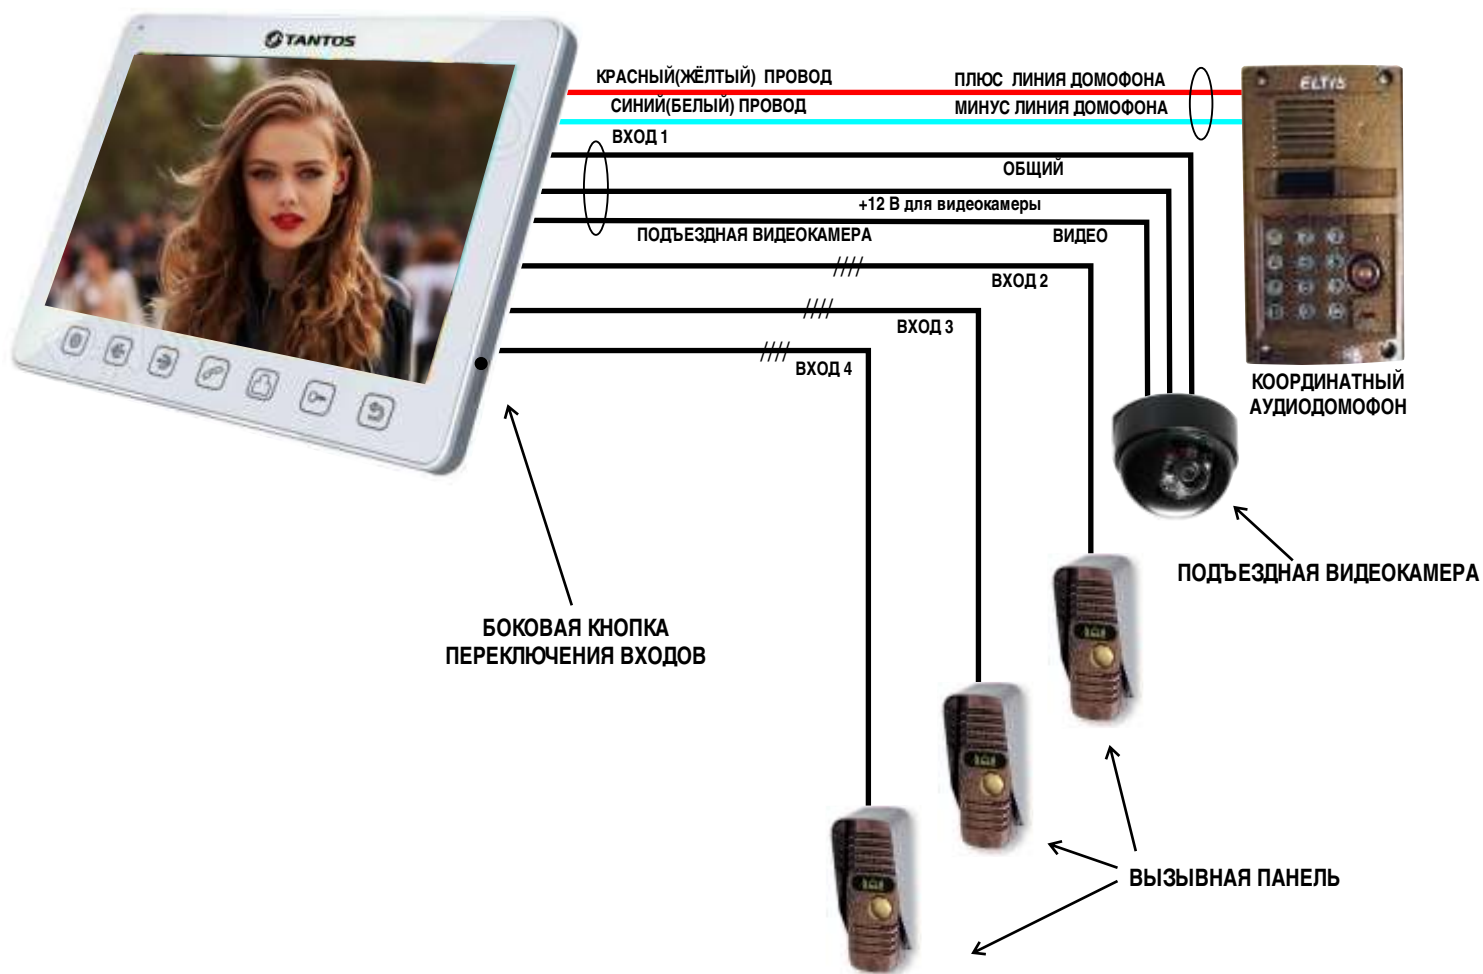 TANTOS
КРАСНЫЙ(ЖЁЛТЫЙ) ПРОВОД
ПЛЮС ЛИНИЯ ДОМОФОНА
ELTIS
СИНИЙ(БЕЛЫЙ) ПРОВОД
МИНУС ЛИНИЯ ДОМОФОНА
ВХОД 1
ОБЩИЙ
+12 В для видеокамеры
ПОДЪЕЗДНАЯ ВИДЕОКАМЕРА
ВИДЕО
ВХОД 2
ВХОД 3
ВХОД 4
КООРДИНАТНЫЙ
АУДИОДОМОФОН
ПОДЪЕЗДНАЯ ВИДЕОКАМЕРА
БОКОВАЯ КНОПКА
ПЕРЕКЛЮЧЕНИЯ ВХОДОВ
ВЫЗЫВНАЯ ПАНЕЛЬ